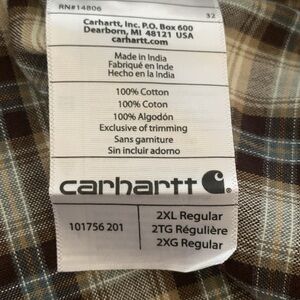 RN#14806 32
Carhartt, Inc. P.O. Box 600
Dearborn, MI 48121 USA
carhartt.com
Made in India
Fabriqué en Inde
Hecho en la India
100% Cotton
100% Coton
100% Algodón
Exclusive of trimming
Sans garniture
Sin incluir adorno
carhartt
101756 201
2XL Regular
2TG Régulière
2XG Regular